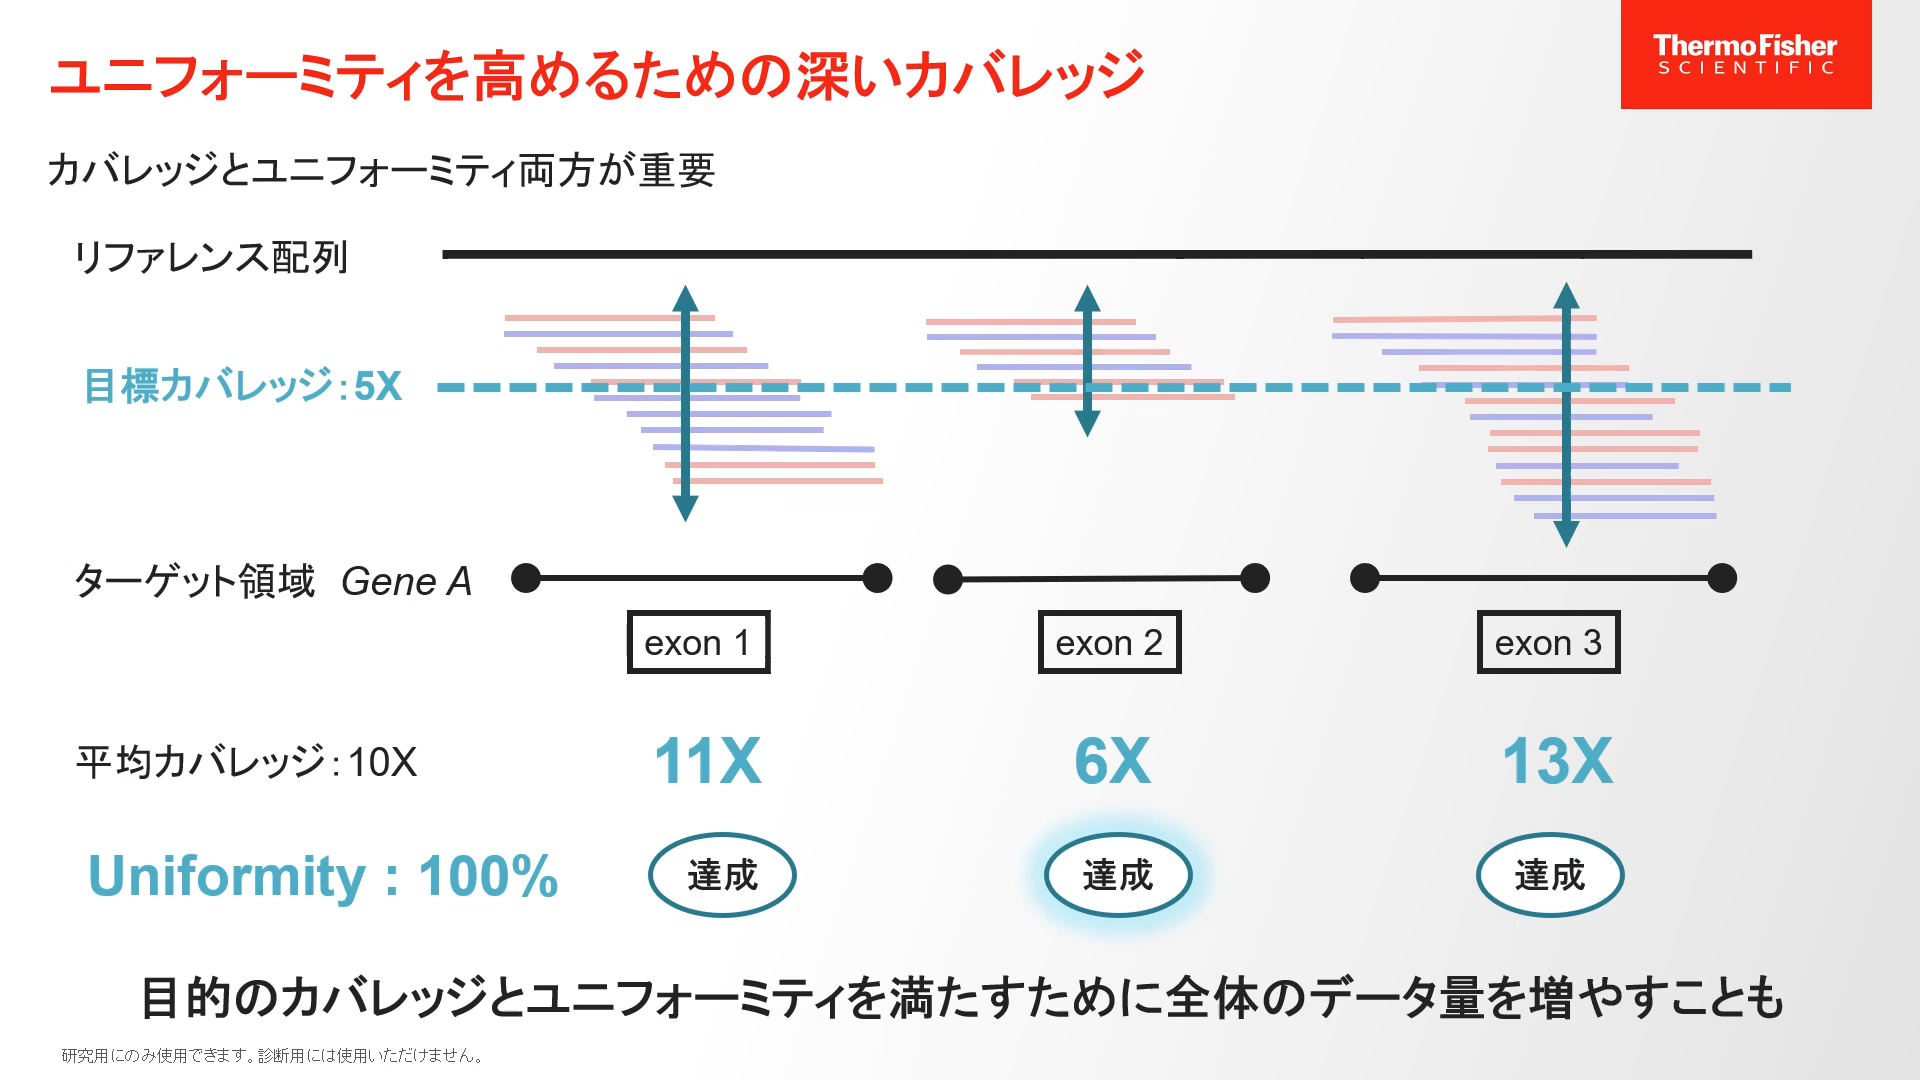 ユニフォーミティを高めるための深いカバレッジ
ThermoFisher
SCIENTIFIC
カバレッジとユニフォーミティ両方が重要
リファレンス配列
目標カバレッジ：5X
ターゲット領域 Gene A
exon 1
exon 2
exon 3
平均カバレッジ：10X
11X
6X
13X
Uniformity : 100%
達成
達成
達成
目的のカバレッジとユニフォーミティを満たすために全体のデータ量を増やすことも
研究用にのみ使用できます。診断用には使用いただけません。